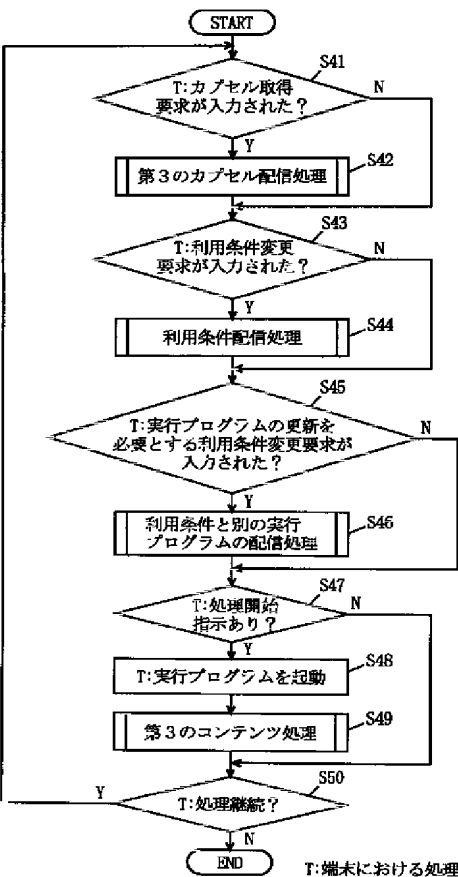 START
S41
T:カプセル取得
要求が入力された?
N
Y
S42
第3のカプセル配信処理
S43
T:利用条件変更
要求が入力された?
N
Y
S44
利用条件配信処理
S45
T:実行プログラムの更新を
必要とする利用条件変更要求が
入力された?
N
Y
S46
利用条件と別の実行
プログラムの配信処理
S47
T:処理開始
指示あり?
N
Y
S48
T:実行プログラムを起動
S49
第3のコンテンツ処理
S50
Y
T:処理継続?
N
END
T:端末における処理